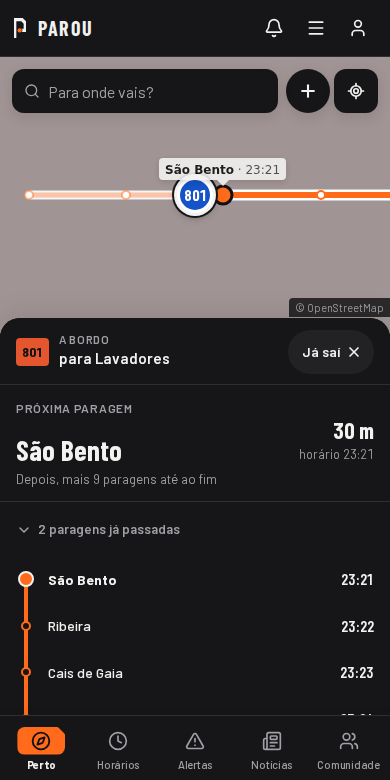 PAROU
Para onde vais?
São Bento · 23:21
801
© OpenStreetMap
801
A BORDO
para Lavadores
Já saí
PRÓXIMA PARAGEM
São Bento
30 m
horário 23:21
Depois, mais 9 paragens até ao fim
2 paragens já passadas
São Bento 23:21
Ribeira 23:22
Cais de Gaia 23:23
Perto
Horários
Alertas
Notícias
Comunidade